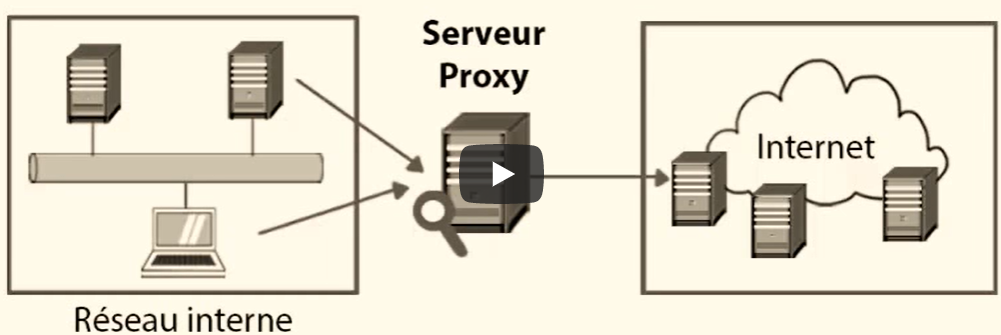 Serveur
Proxy
Internet
Réseau interne